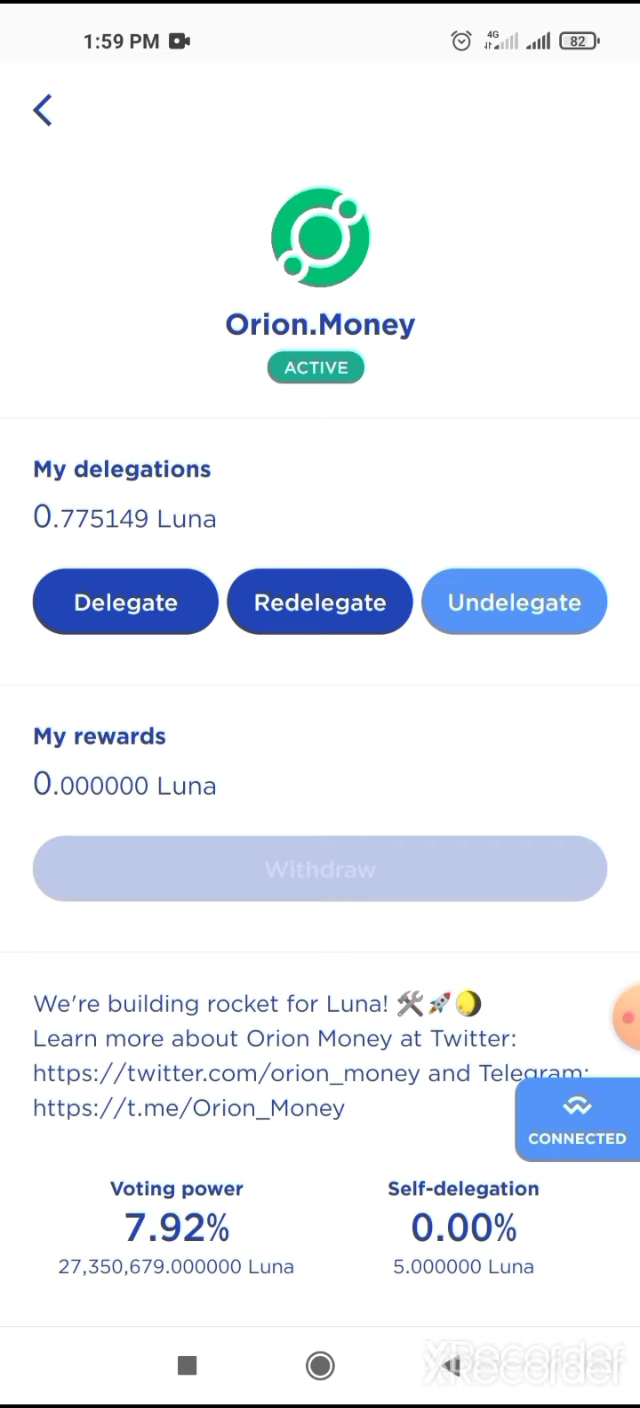 1:59 PM
4G
82
Orion.Money
ACTIVE
My delegations
0.775149 Luna
Delegate
Redelegate
Undelegate
My rewards
0.000000 Luna
Withdraw
We're building rocket for Luna! 🛠️🚀🌖
Learn more about Orion Money at Twitter:
https://twitter.com/orion_money and Telegram:
https://t.me/Orion_Money
CONNECTED
Voting power
7.92%
27,350,679.000000 Luna
Self-delegation
0.00%
5.000000 Luna
XRecorder
XRecorder